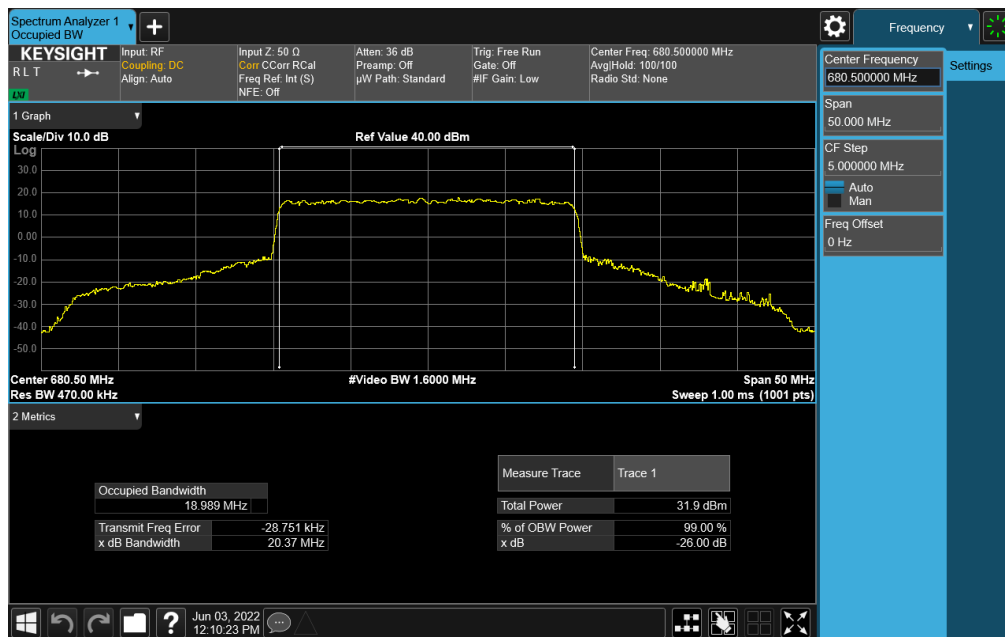 Spectrum Analyzer 1
Occupied BW
Frequency
KEYSIGHT
R L T
LXI
Input: RF
Coupling: DC
Align: Auto
Input Z: 50 Ω
Corr CCorr RCal
Freq Ref: Int (S)
NFE: Off
Atten: 36 dB
Preamp: Off
µW Path: Standard
Trig: Free Run
Gate: Off
#IF Gain: Low
Center Freq: 680.500000 MHz
Avg|Hold: 100/100
Radio Std: None
Center Frequency
680.500000 MHz
Settings
Span
50.000 MHz
CF Step
5.000000 MHz
Auto
Man
Freq Offset
0 Hz
1 Graph
Scale/Div 10.0 dB
Ref Value 40.00 dBm
Log
30.0
20.0
10.0
0.00
-10.0
-20.0
-30.0
-40.0
-50.0
Center 680.50 MHz
#Video BW 1.6000 MHz
Span 50 MHz
Res BW 470.00 kHz
Sweep 1.00 ms (1001 pts)
2 Metrics
Measure Trace
Trace 1
Occupied Bandwidth
18.989 MHz
Total Power
31.9 dBm
Transmit Freq Error
-28.751 kHz
% of OBW Power
99.00 %
x dB Bandwidth
20.37 MHz
x dB
-26.00 dB
?
Jun 03, 2022
12:10:23 PM